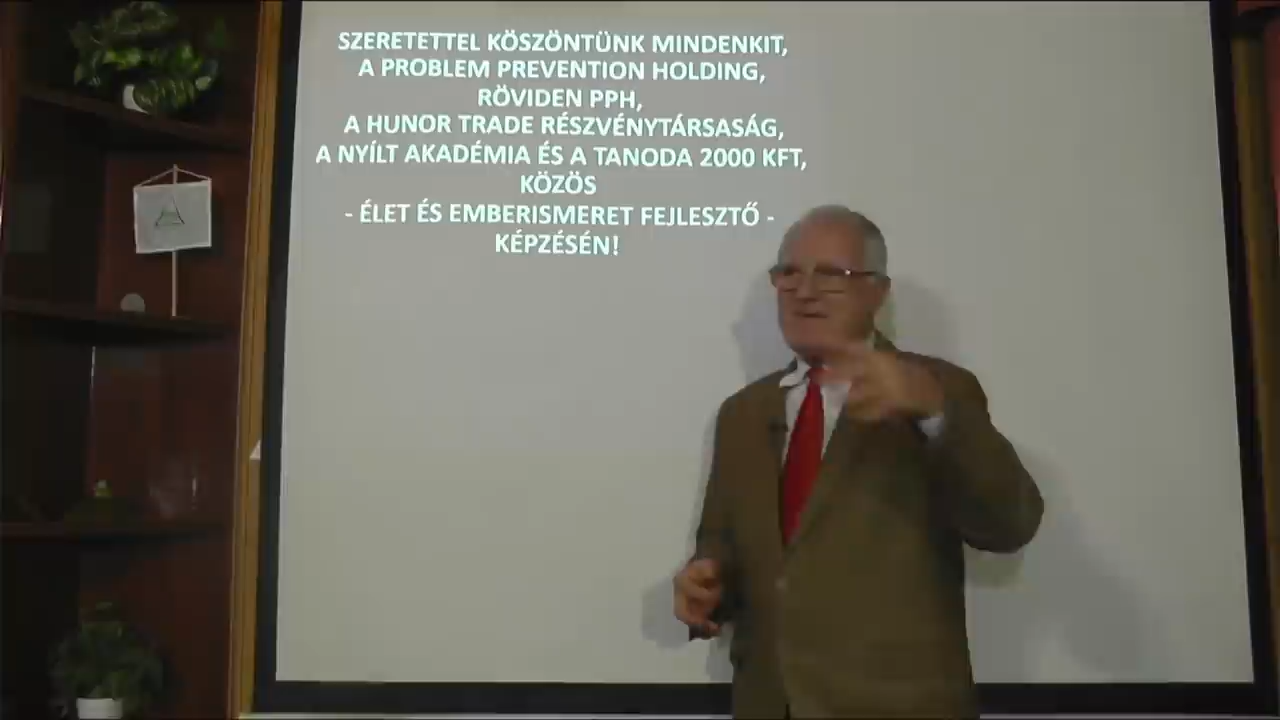 SZERETETTEL KÖSZÖNTÜNK MINDENKIT,
A PROBLEM PREVENTION HOLDING,
RÖVIDEN PPH,
A HUNOR TRADE RÉSZVÉNYTÁRSASÁG,
A NYÍLT AKADÉMIA ÉS A TANODA 2000 KFT,
KÖZÖS
- ÉLET ÉS EMBERISMERET FEJLESZTŐ -
KÉPZÉSÉN!